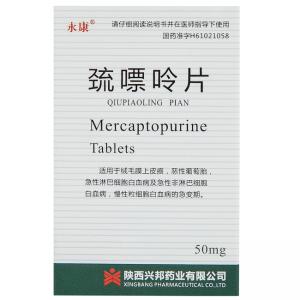 永康®
请仔细阅读说明书并在医师指导下使用
国药准字H61021058
巯嘌呤片
QIUPIAOLING PIAN
Mercaptopurine
Tablets
适用于绒毛膜上皮癌，恶性葡萄胎，
急性淋巴细胞白血病及急性非淋巴细胞
白血病，慢性粒细胞白血病的急变期。
50mg
陕西兴邦药业有限公司
XINGBANG PHARMACEUTICAL CO.,LTD